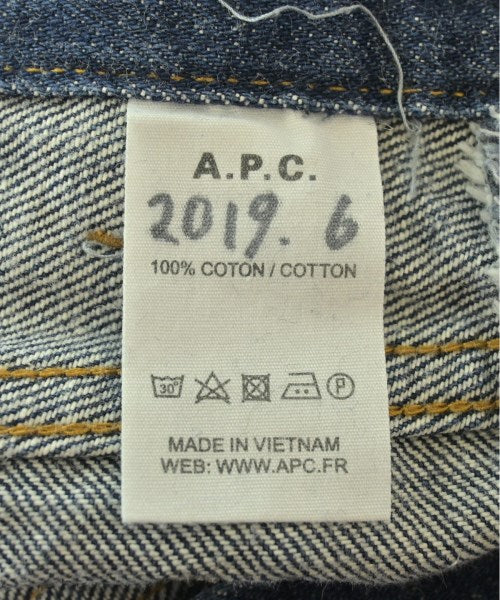 A.P.C.
2019. 6
100% COTON / COTTON
30°
P
MADE IN VIETNAM
WEB: WWW.APC.FR